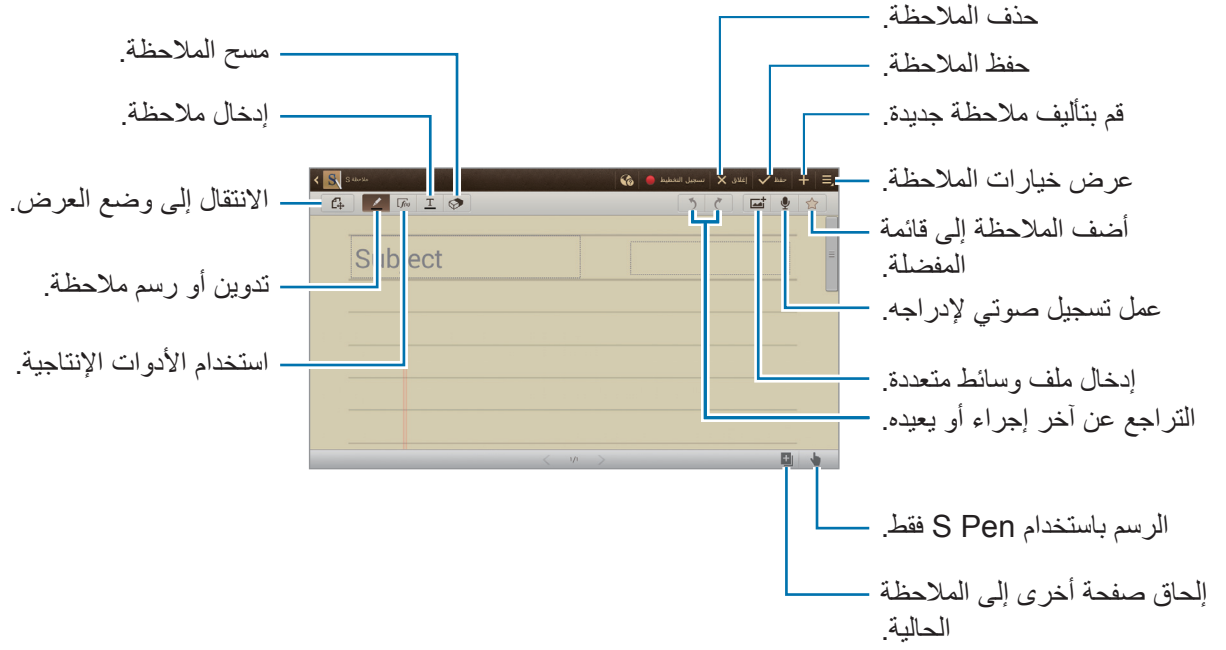 حذف الملاحظة.
حفظ الملاحظة.
قم بتأليف ملاحظة جديدة.
عرض خيارات الملاحظة.
أضف الملاحظة إلى قائمة
المفضلة.
عمل تسجيل صوتي لإدراجه.
إدخال ملف وسائط متعددة.
التراجع عن آخر إجراء أو يعيده.
الرسم باستخدام S Pen فقط.
إلحاق صفحة أخرى إلى الملاحظة
الحالية.
مسح الملاحظة.
إدخال ملاحظة.
الانتقال إلى وضع العرض.
تدوين أو رسم ملاحظة.
استخدام الأدوات الإنتاجية.
ملاحظة S
تسجيل التخطيط
إغلاق
حفظ
Subject
١/١